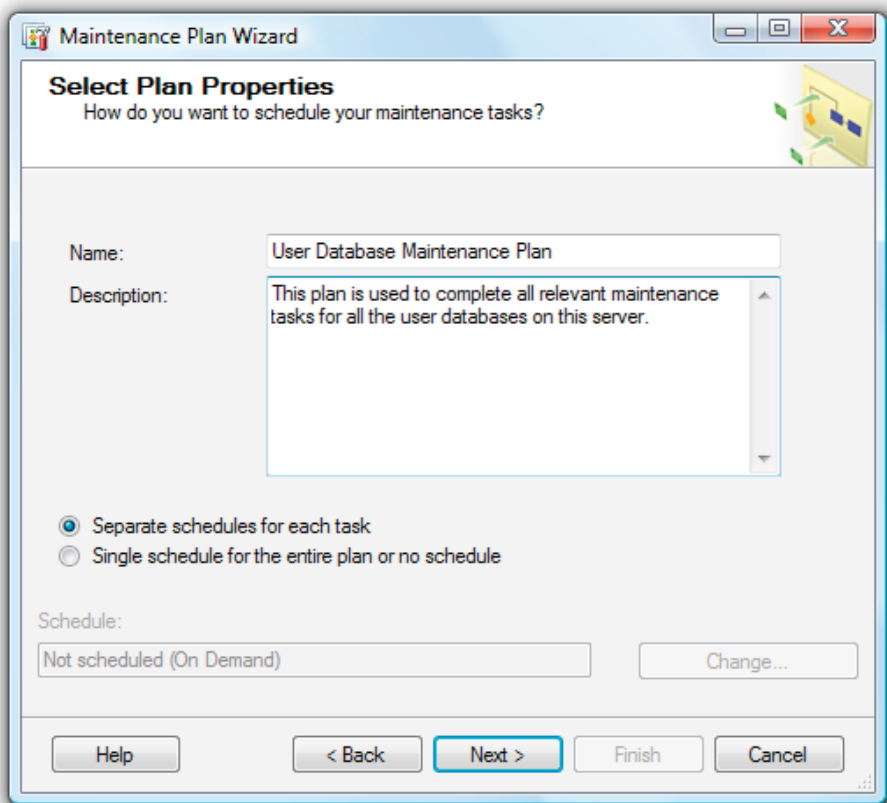 Maintenance Plan Wizard
Select Plan Properties
How do you want to schedule your maintenance tasks?
Name:
User Database Maintenance Plan
Description:
This plan is used to complete all relevant maintenance
tasks for all the user databases on this server.
Separate schedules for each task
Single schedule for the entire plan or no schedule
Schedule:
Not scheduled (On Demand)
Change...
Help
< Back
Next >
Finish
Cancel